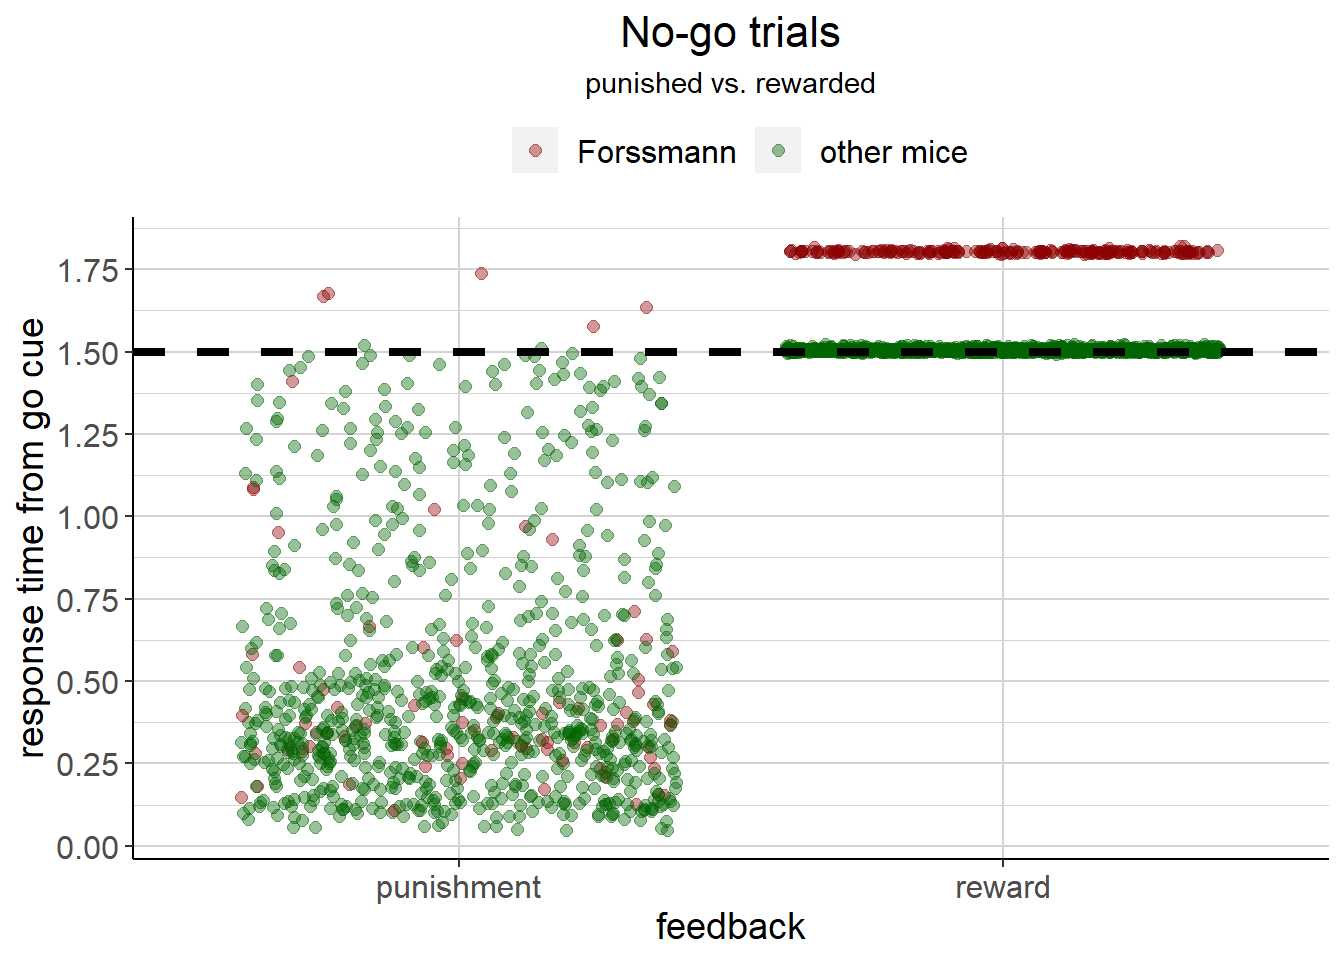 No-go trials
punished vs. rewarded
Forssmann other mice
response time from go cue
1.75
1.50
1.25
1.00
0.75
0.50
0.25
0.00
punishment reward
feedback